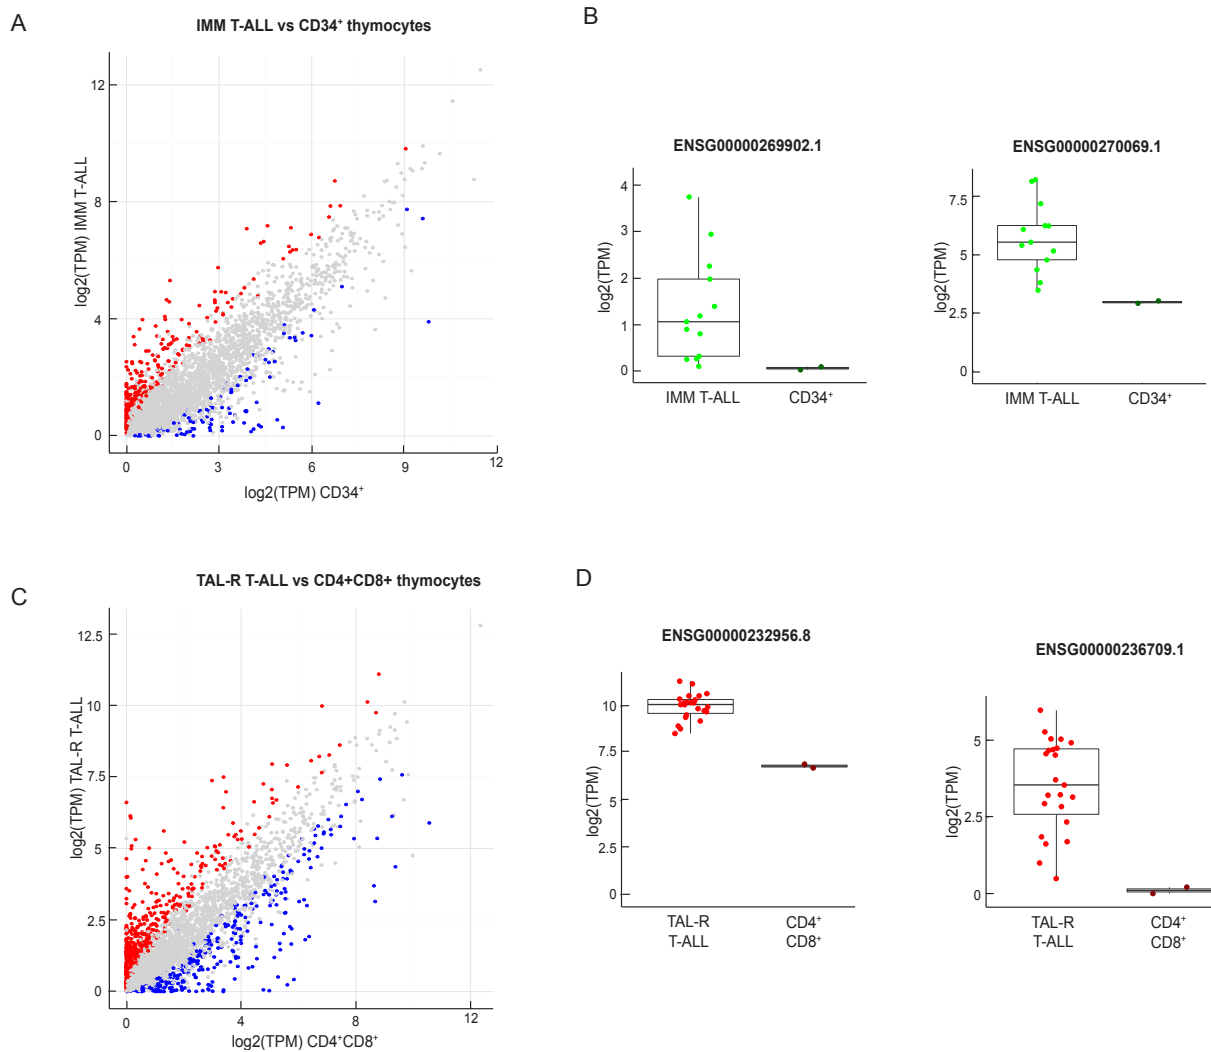 A
IMM T-ALL vs CD34⁺ thymocytes
log2(TPM) IMM T-ALL
12
8
4
0
0 3 6 9 12
log2(TPM) CD34⁺
B
ENSG00000269902.1
log2(TPM)
4
3
2
1
0
IMM T-ALL CD34⁺
ENSG00000270069.1
log2(TPM)
7.5
5
2.5
0
IMM T-ALL CD34⁺
C
TAL-R T-ALL vs CD4+CD8+ thymocytes
log2(TPM) TAL-R T-ALL
12.5
10
7.5
5
2.5
0
0 4 8 12
log2(TPM) CD4⁺CD8⁺
D
ENSG00000232956.8
log2(TPM)
10
7.5
5
2.5
0
TAL-R CD4⁺
T-ALL CD8⁺
ENSG00000236709.1
log2(TPM)
5
2.5
0
TAL-R CD4⁺
T-ALL CD8⁺